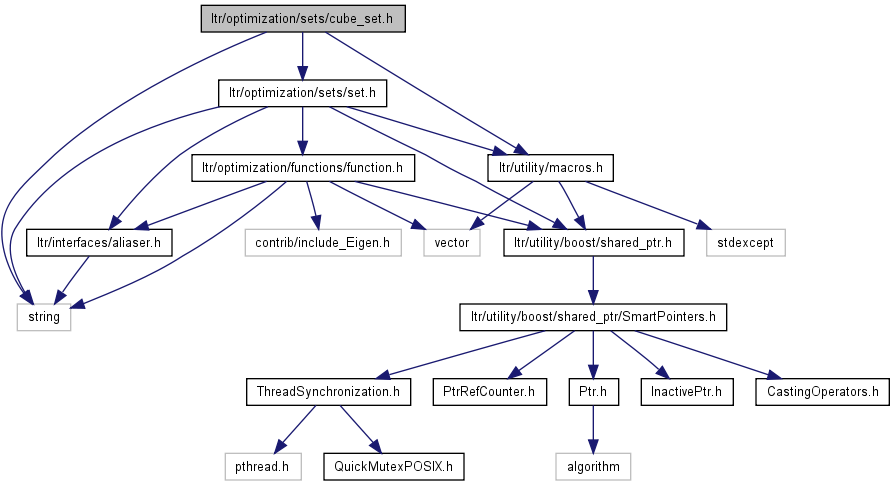 ltr/optimization/sets/cube_set.h
ltr/optimization/sets/set.h
ltr/optimization/functions/function.h
ltr/utility/macros.h
ltr/interfaces/aliaser.h
contrib/include_Eigen.h
vector
ltr/utility/boost/shared_ptr.h
stdexcept
string
ltr/utility/boost/shared_ptr/SmartPointers.h
ThreadSynchronization.h
PtrRefCounter.h
Ptr.h
InactivePtr.h
CastingOperators.h
pthread.h
QuickMutexPOSIX.h
algorithm